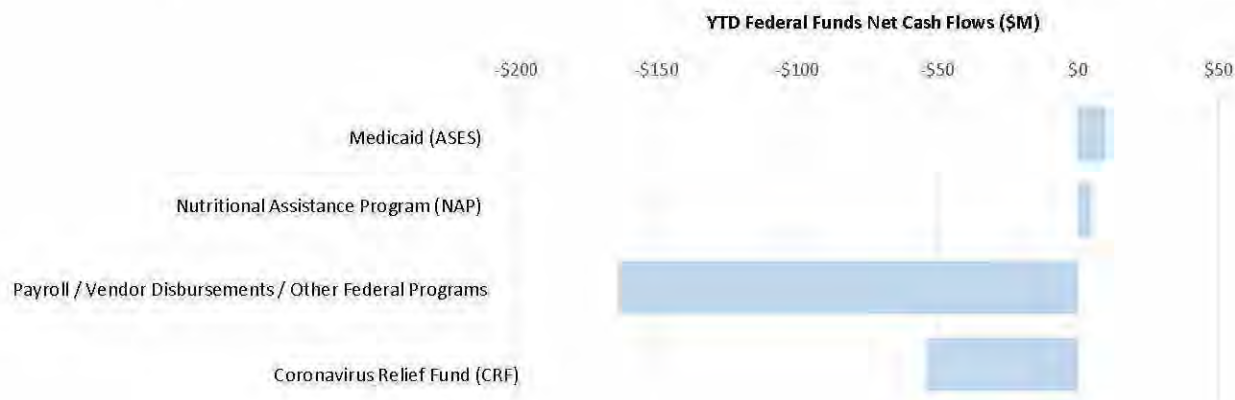 YTD Federal Funds Net Cash Flows ($M)
-$200 -$150 -$100 -$50 $0 $50
Medicaid (ASES)
Nutritional Assistance Program (NAP)
Payroll / Vendor Disbursements / Other Federal Programs
Coronavirus Relief Fund (CRF)